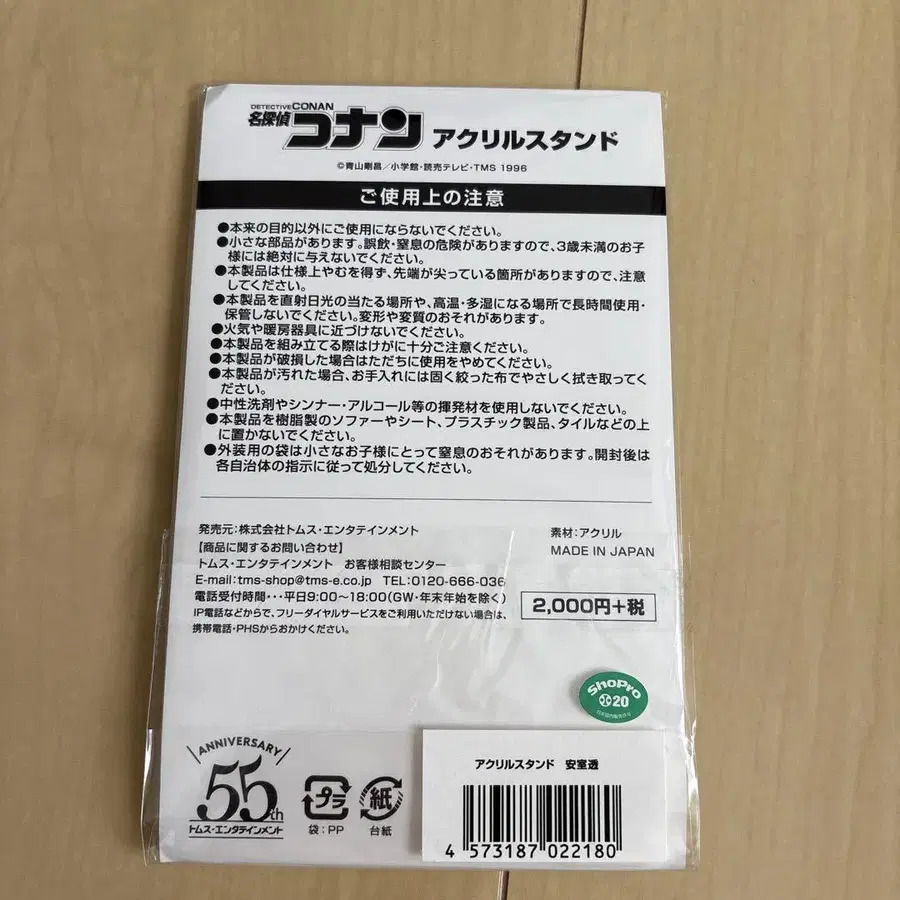 DETECTIVE CONAN
名探偵コナン アクリルスタンド
©青山剛昌／小学館・読売テレビ・TMS 1996
ご使用上の注意
●本来の目的以外にご使用にならないでください。
●小さな部品があります。誤飲・窒息の危険がありますので、3歳未満のお子
様には絶対に与えないでください。
●本製品は仕様上やむを得ず、先端が尖っている箇所がありますので、注意
してください。
●本製品を直射日光の当たる場所や、高温・多湿になる場所で長時間使用・
保管しないでください。変形や変質のおそれがあります。
●火気や暖房器具に近づけないでください。
●本製品を組み立てる際はけがに十分ご注意ください。
●本製品が破損した場合はただちに使用をやめてください。
●本製品が汚れた場合、お手入れには固く絞った布でやさしく拭き取ってく
ださい。
●中性洗剤やシンナー・アルコール等の揮発材を使用しないでください。
●本製品を樹脂製のソファーやシート、プラスチック製品、タイルなどの上
に置かないでください。
●外装用の袋は小さなお子様にとって窒息のおそれがあります。開封後は
各自治体の指示に従って処分してください。
発売元：株式会社トムス・エンタテインメント
素材：アクリル
【商品に関するお問い合わせ】
MADE IN JAPAN
トムス・エンタテインメント お客様相談センター
E-mail:tms-shop@tms-e.co.jp TEL:0120-666-036
電話受付時間・・・平日9:00〜18:00(GW・年末年始を除く)
2,000円+税
IP電話などからで、フリーダイヤルサービスをご利用いただけない場合は、
携帯電話・PHSからおかけください。
ShoPro
20
ANNIVERSARY
55th
トムス・エンタテインメント
プラ
袋：PP
紙
台紙
アクリルスタンド 安室透
4 573187 022180